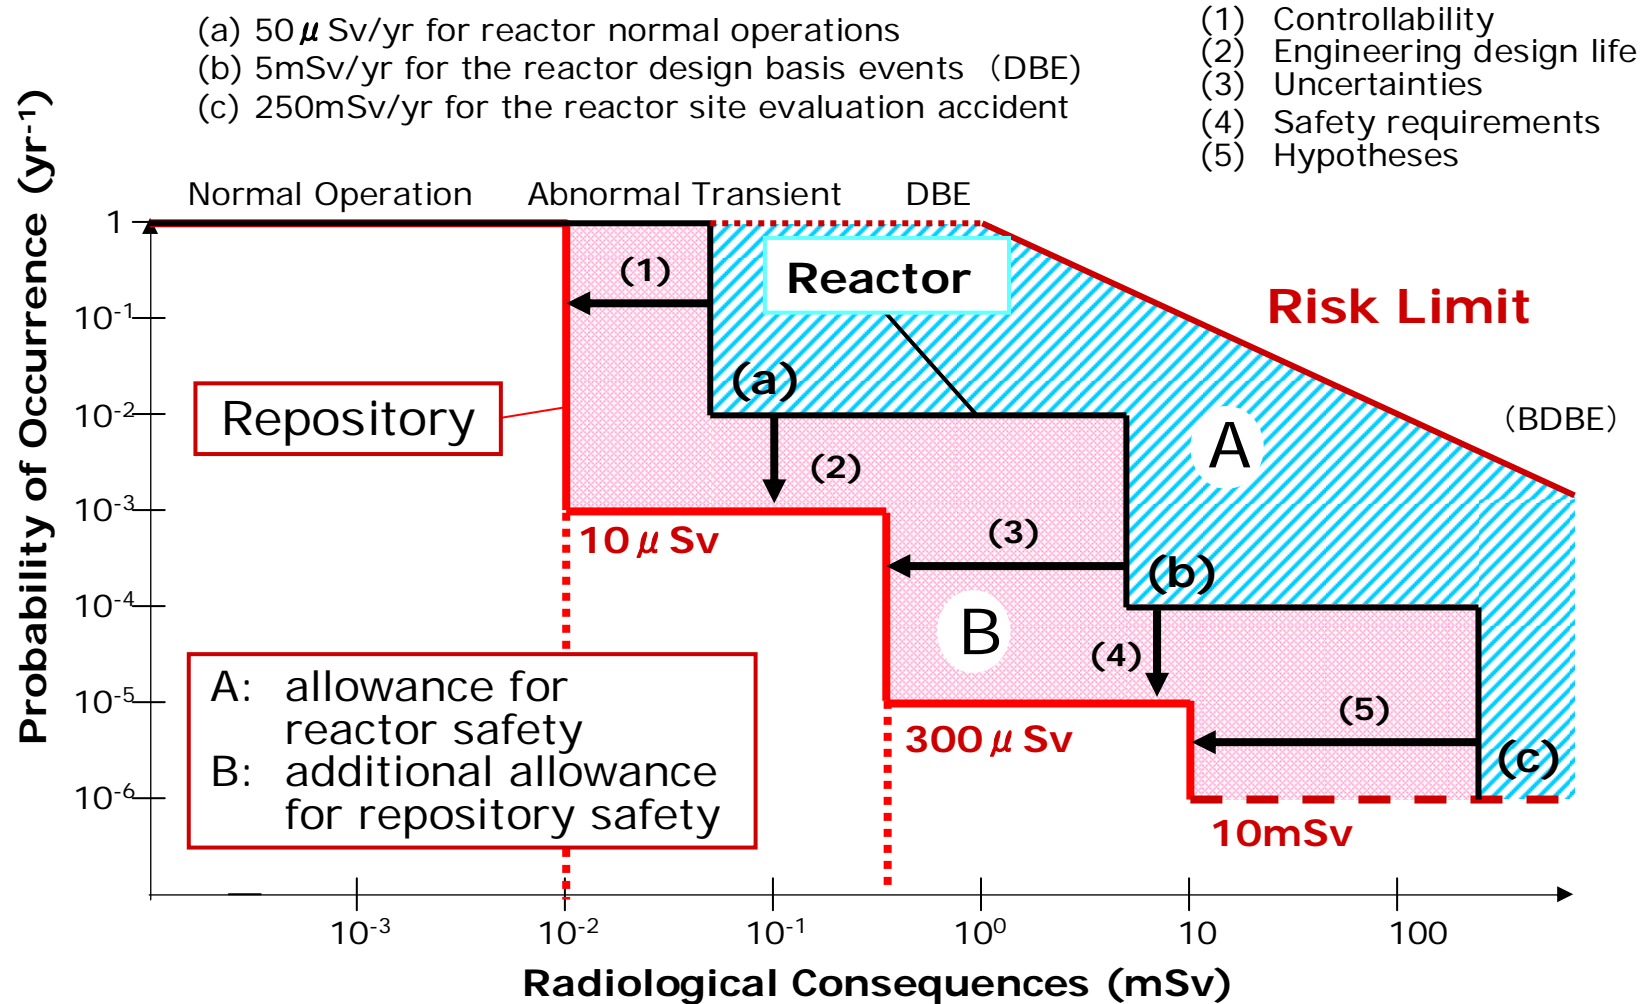 (a) 50μSv/yr for reactor normal operations
(b) 5mSv/yr for the reactor design basis events (DBE)
(c) 250mSv/yr for the reactor site evaluation accident
(1) Controllability
(2) Engineering design life
(3) Uncertainties
(4) Safety requirements
(5) Hypotheses
Probability of Occurrence (yr⁻¹)
Normal Operation
Abnormal Transient
DBE
1
10⁻¹
10⁻²
10⁻³
10⁻⁴
10⁻⁵
10⁻⁶
(1)
Reactor
Risk Limit
(a)
Repository
A
(BDBE)
(2)
10μSv
(3)
(b)
B
(4)
(5)
300μSv
(c)
10mSv
A: allowance for
reactor safety
B: additional allowance
for repository safety
10⁻³
10⁻²
10⁻¹
10⁰
10
100
Radiological Consequences (mSv)